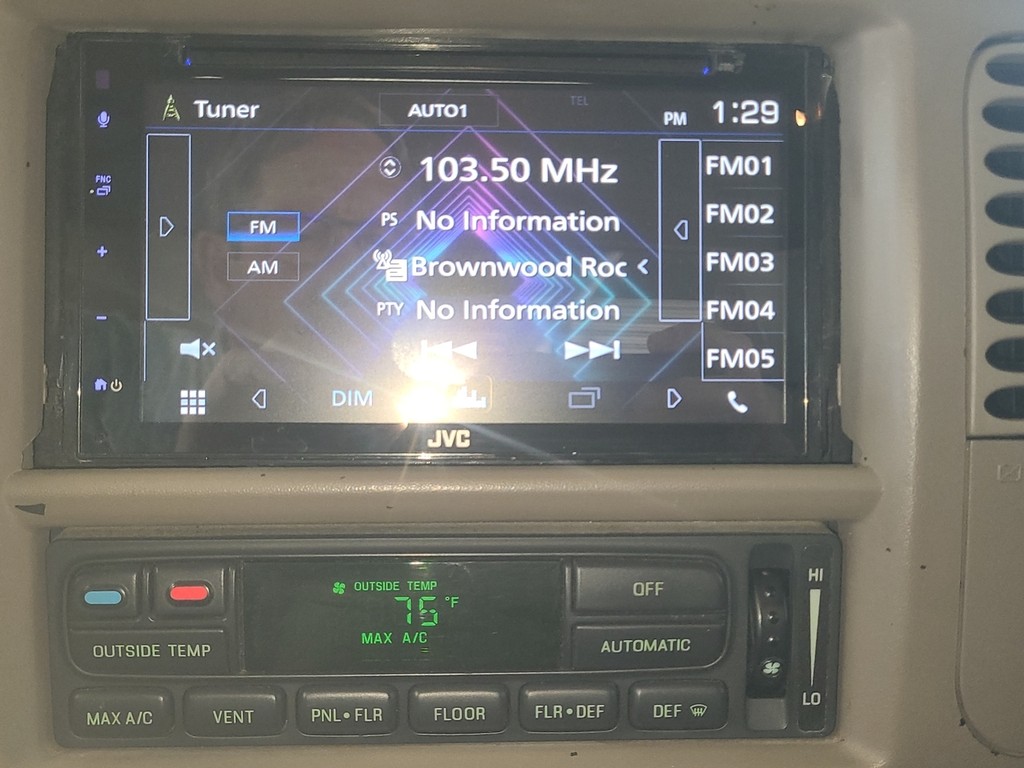 Tuner
AUTO1
TEL
PM 1:29
103.50 MHz
FM01
PS No Information
FM02
FNC
FM
Brownwood Roc <
FM03
AM
PTY No Information
FM04
FM05
DIM
JVC
OUTSIDE TEMP
75 °F
MAX A/C
OFF
HI
OUTSIDE TEMP
AUTOMATIC
LO
MAX A/C
VENT
PNL•FLR
FLOOR
FLR•DEF
DEF